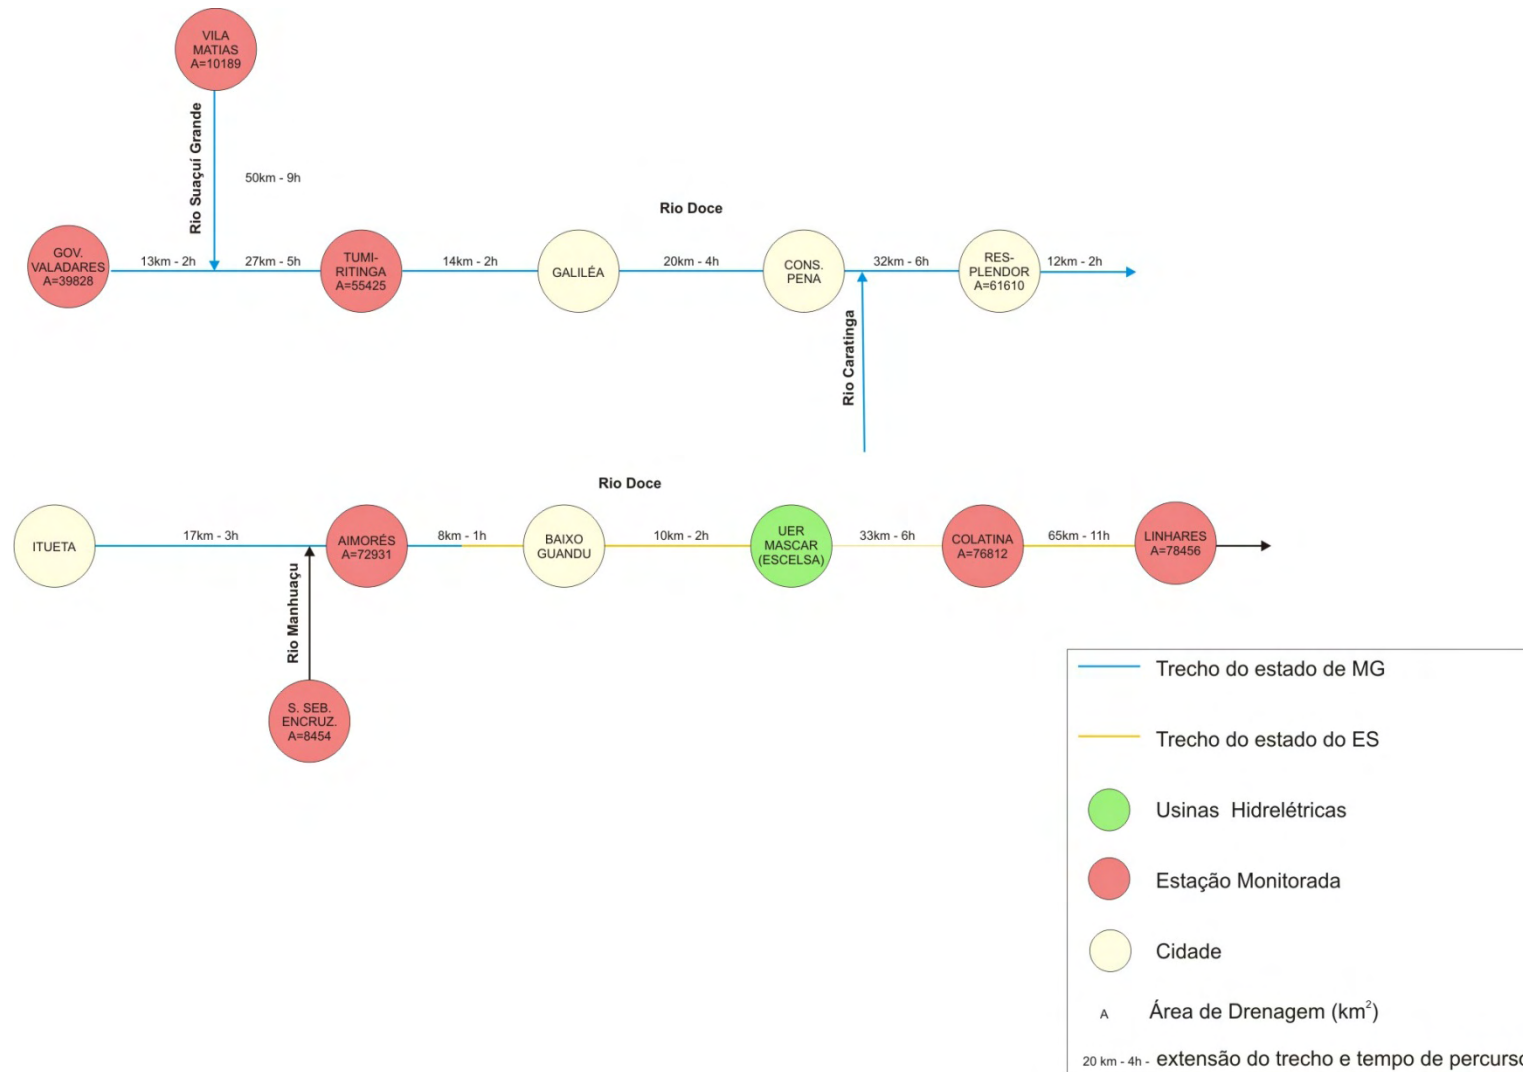 VILA
MATIAS
A=10189
Rio Suaçuí Grande
50km - 9h
Rio Doce
GOV.
VALADARES
A=39828
13km - 2h
27km - 5h
TUMI-
RITINGA
A=55425
14km - 2h
GALILÉA
20km - 4h
CONS.
PENA
32km - 6h
RES-
PLENDOR
A=61610
12km - 2h
Rio Caratinga
Rio Doce
ITUETA
17km - 3h
AIMORÉS
A=72931
8km - 1h
BAIXO
GUANDU
10km - 2h
UER
MASCAR
(ESCELSA)
33km - 6h
COLATINA
A=76812
65km - 11h
LINHARES
A=78456
Rio Manhuaçu
S. SEB.
ENCRUZ.
A=8454
Trecho do estado de MG
Trecho do estado do ES
Usinas Hidrelétricas
Estação Monitorada
Cidade
A Área de Drenagem (km²)
20 km - 4h - extensão do trecho e tempo de percurso